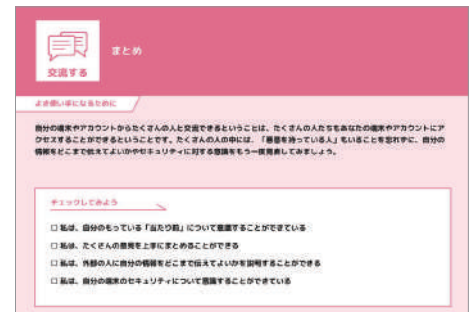 まとめ
交流する
よき使い手になるために
自分の端末やアカウントからたくさんの人と交流できるということは、たくさんの人たちもあなたの端末やアカウントにア
クセスすることができるということです。たくさんの人の中には、「悪意を持っている人」もいることを忘れずに、自分の
情報をどこまで伝えてよいかやセキュリティに対する意識をもう一度見直してみましょう。
チェックしてみよう
□ 私は、自分のもっている「当たり前」について意識することができている
□ 私は、たくさんの意見を上手にまとめることができる
□ 私は、外部の人に自分の情報をどこまで伝えてよいかを説明することができる
□ 私は、自分の端末のセキュリティについて意識することができている